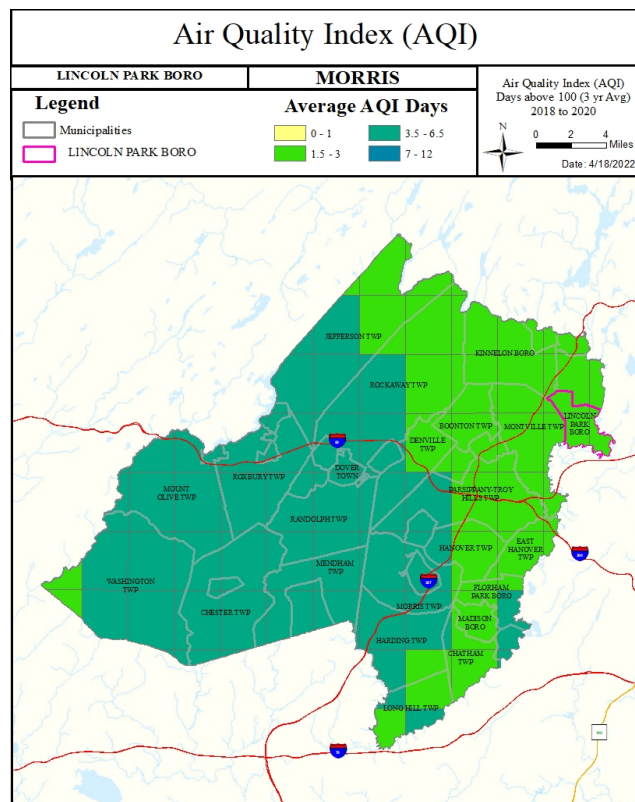 Air Quality Index (AQI)
LINCOLN PARK BORO
MORRIS
Air Quality Index (AQI)
Days above 100 (3 yr Avg)
2018 to 2020
Legend
Municipalities
LINCOLN PARK BORO
Average AQI Days
0 - 1
3.5 - 6.5
1.5 - 3
7 - 12
N
0 2 4
Miles
Date: 4/18/2022
JEFFERSON TWP
KINNELON BORO
ROCKAWAY TWP
LINCOLN
PARK
BORO
BOONTON TWP
MONTVILLE TWP
DENVILLE
TWP
DOVER
TOWN
ROXBURY TWP
MOUNT
OLIVE TWP
PARSIPPANY-TROY
HILLS TWP
RANDOLPH TWP
HANOVER TWP
EAST
HANOVER
TWP
MENDHAM
TWP
WASHINGTON
TWP
CHESTER TWP
FLORHAM
PARK BORO
MORRIS TWP
MADISON
BORO
HARDING TWP
CHATHAM
TWP
LONG HILL TWP